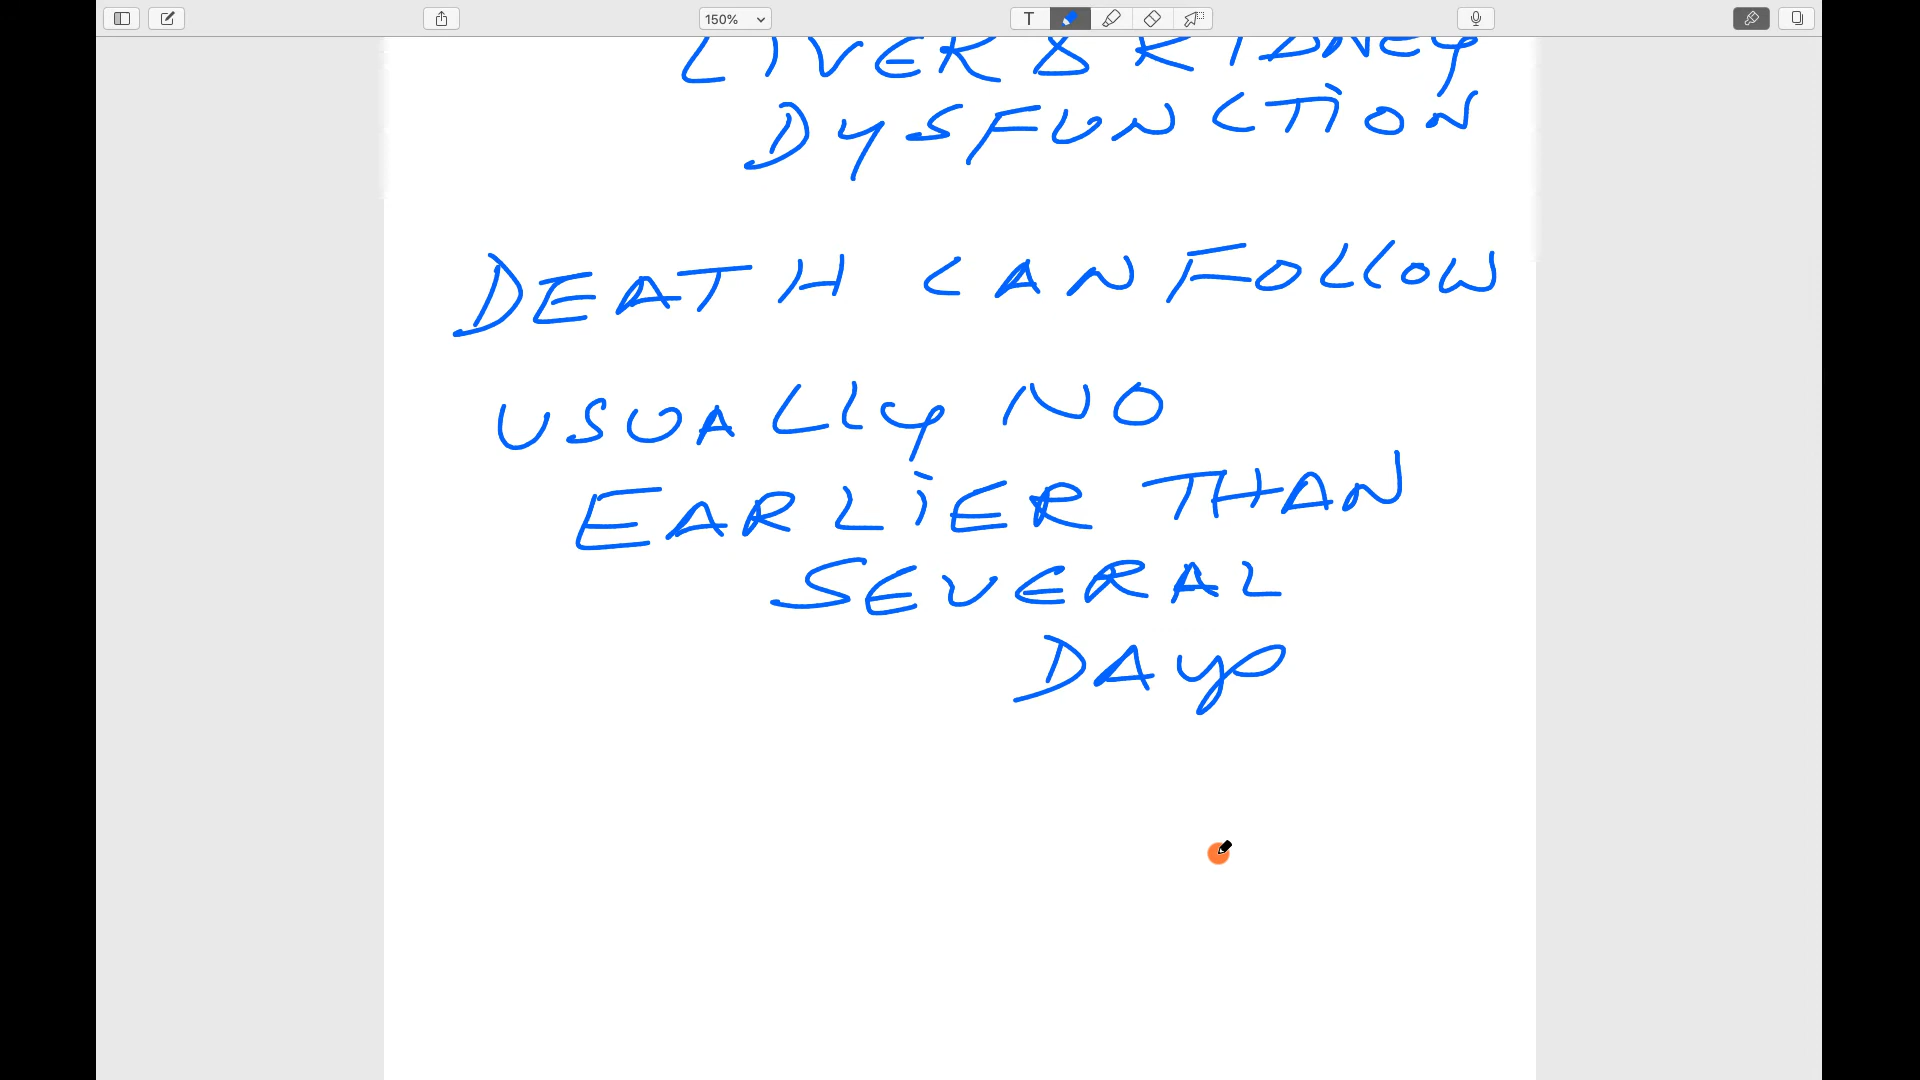 150%
T
LIVER & KIDNEY
DYSFUNCTION
DEATH CAN FOLLOW
USUALLY NO
EARLIER THAN
SEVERAL
DAYS